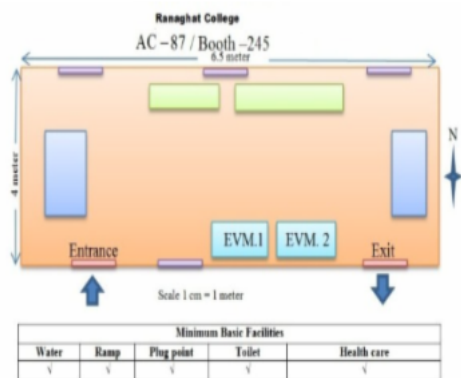 Ranaghat College
AC –87 / Booth –245
6.5 meter
4 meter
N
EVM.1 EVM. 2
Entrance Exit
Scale 1 cm = 1 meter
Minimum Basic Facilities
Water Ramp Plug point Toilet Health care
√ √ √ √ √